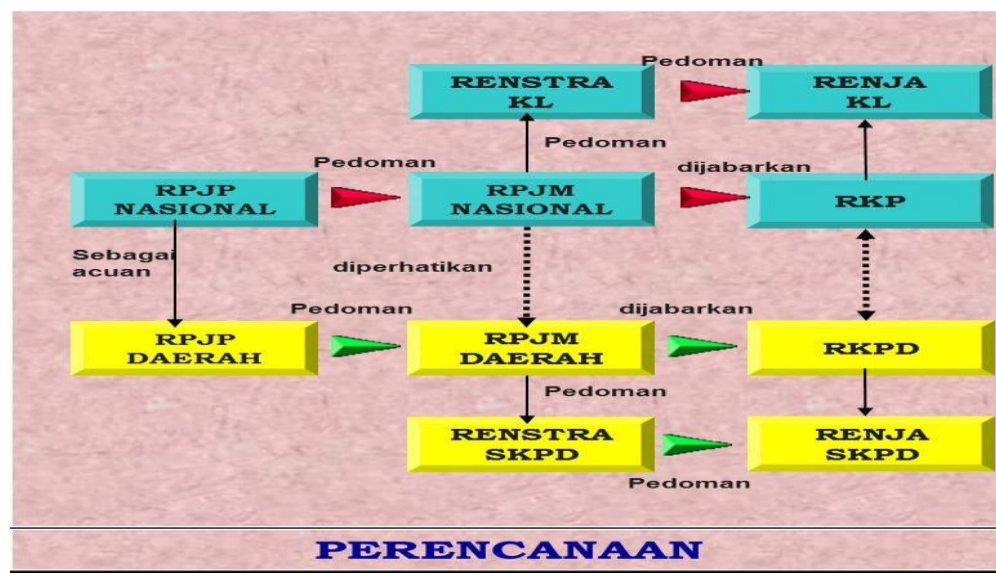 Pedoman
RENSTRA
KL
RENJA
KL
Pedoman
Pedoman
dijabarkan
RPJP
NASIONAL
RPJM
NASIONAL
RKP
Sebagai
acuan
diperhatikan
Pedoman
dijabarkan
RPJP
DAERAH
RPJM
DAERAH
RKPD
Pedoman
RENSTRA
SKPD
RENJA
SKPD
Pedoman
PERENCANAAN